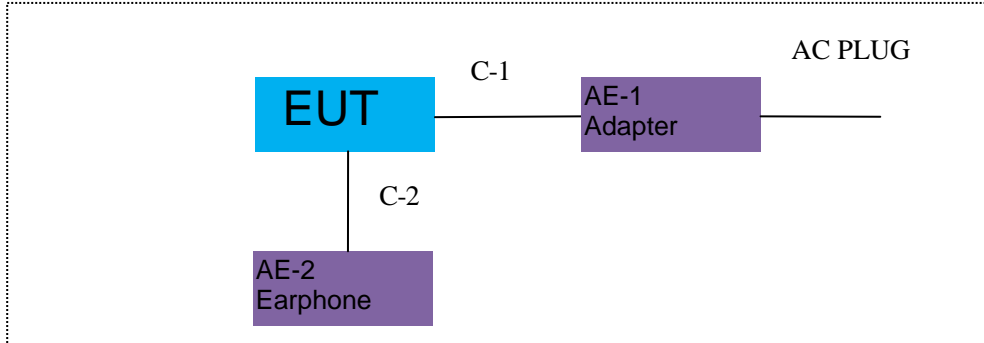 AC PLUG
C-1
EUT
AE-1
Adapter
C-2
AE-2
Earphone